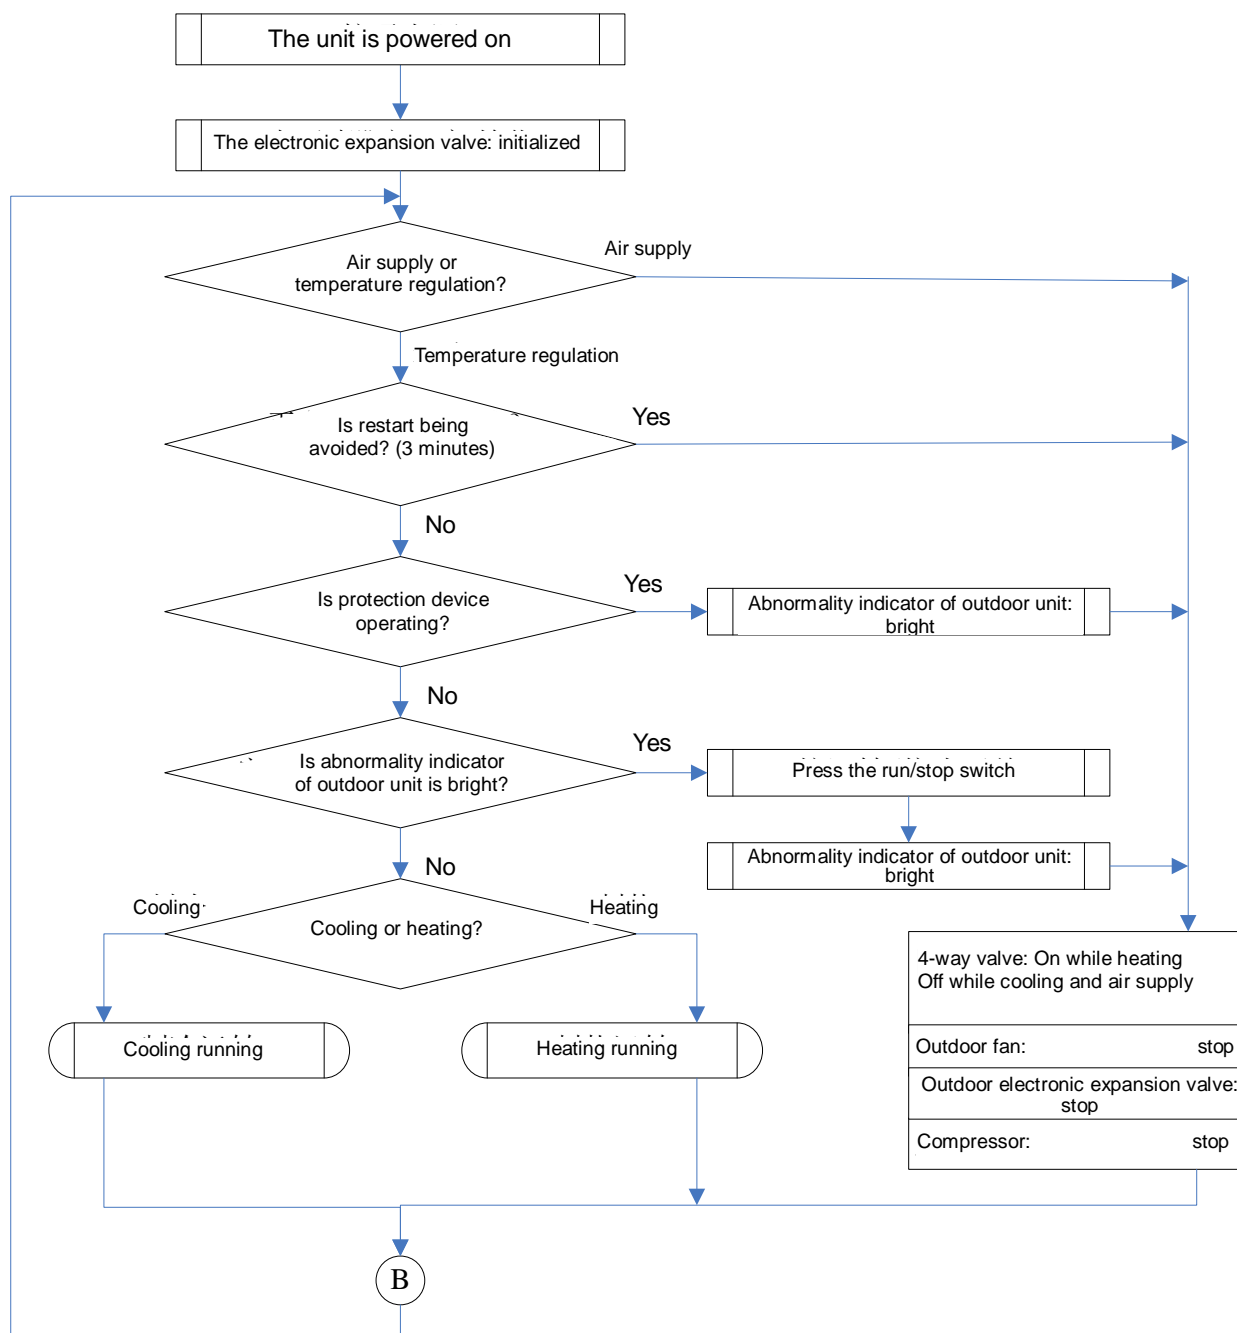 The unit is powered on
The electronic expansion valve: initialized
Air supply or
temperature regulation?
Air supply
Temperature regulation
Is restart being
avoided? (3 minutes)
Yes
No
Is protection device
operating?
Yes
Abnormality indicator of outdoor unit:
bright
No
Is abnormality indicator
of outdoor unit is bright?
Yes
Press the run/stop switch
Abnormality indicator of outdoor unit:
bright
No
Cooling
Heating
Cooling or heating?
4-way valve: On while heating
Off while cooling and air supply
Outdoor fan: stop
Outdoor electronic expansion valve:
stop
Compressor: stop
Cooling running
Heating running
B